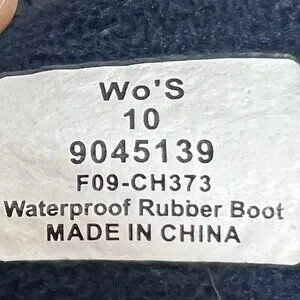 Wo'S
10
9045139
F09-CH373
Waterproof Rubber Boot
MADE IN CHINA